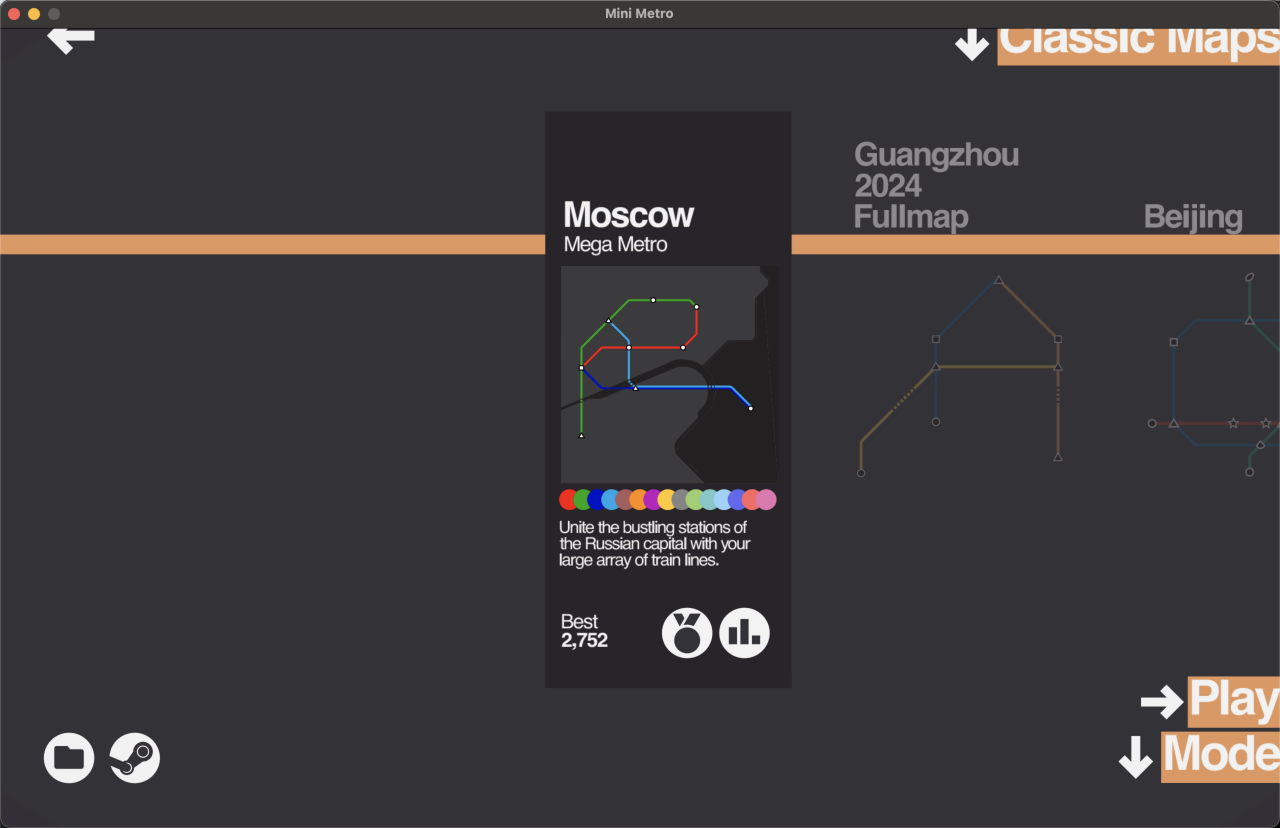 Mini Metro
Classic Maps
Guangzhou
2024
Fullmap
Beijing
Moscow
Mega Metro
Unite the bustling stations of
the Russian capital with your
large array of train lines.
Best
2,752
Play
Mode